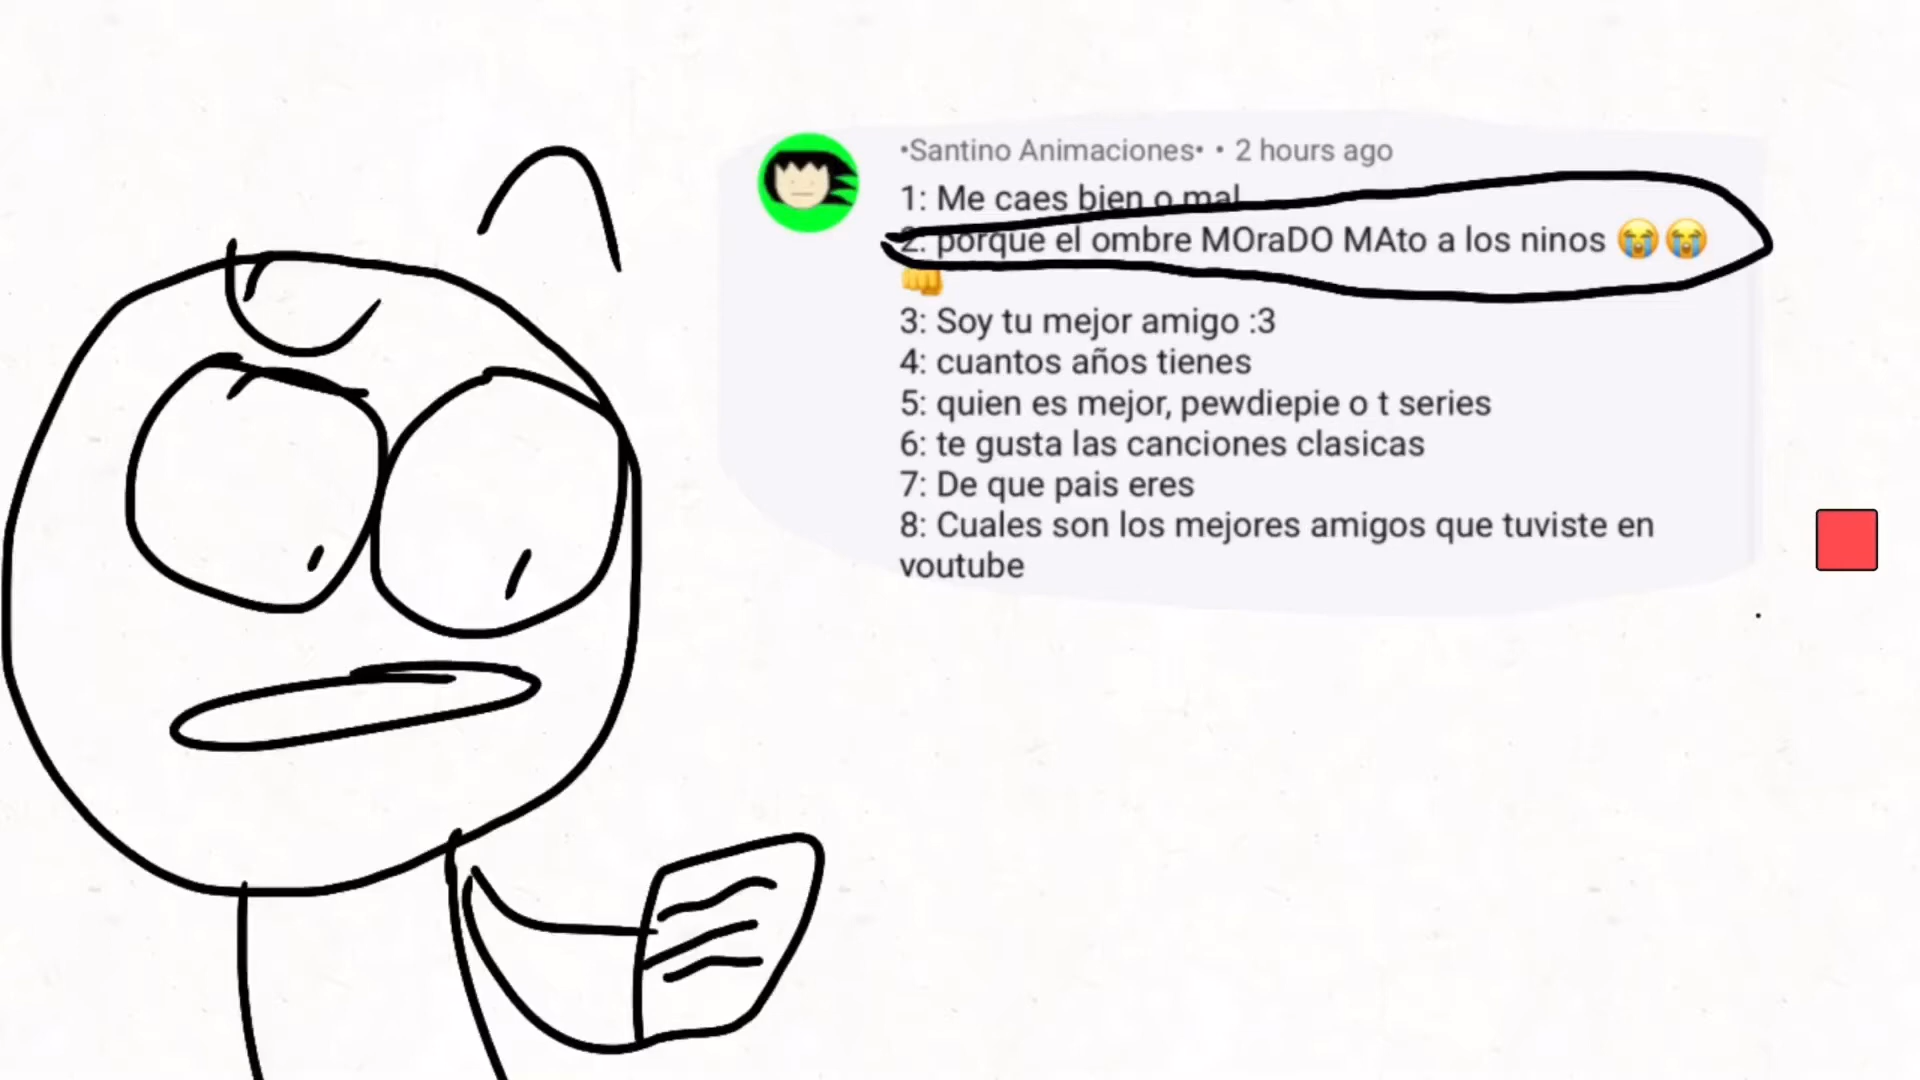 •Santino Animaciones• • 2 hours ago
1: Me caes bien o mal
2: porque el ombre MOraDO MAto a los ninos 😭😭
👊
3: Soy tu mejor amigo :3
4: cuantos años tienes
5: quien es mejor, pewdiepie o t series
6: te gusta las canciones clasicas
7: De que pais eres
8: Cuales son los mejores amigos que tuviste en
youtube